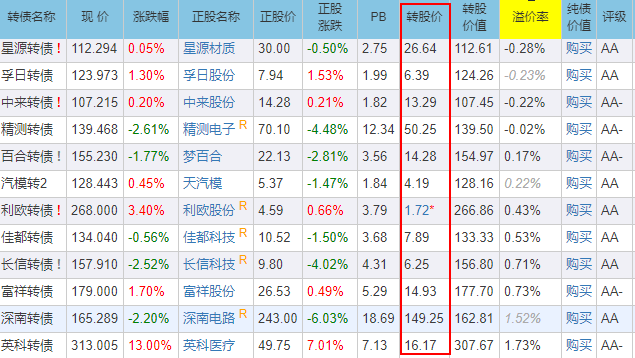 转债名称 现 价 涨跌幅 正股名称 正股价 正股涨跌 PB 转股价 转股价值 溢价率 纯债价值 评级
星源转债! 112.294 0.05% 星源材质 30.00 -0.50% 2.75 26.64 112.61 -0.28% 购买 AA
孚日转债 123.973 1.30% 孚日股份 7.94 1.53% 1.99 6.39 124.26 -0.23% 购买 AA
中来转债! 107.215 0.20% 中来股份 14.28 0.21% 1.82 13.29 107.45 -0.22% 购买 AA-
精测转债 139.468 -2.61% 精测电子 R 70.10 -4.48% 12.34 50.25 139.50 -0.02% 购买 AA-
百合转债! 155.230 -1.77% 梦百合 22.13 -2.81% 3.56 14.28 154.97 0.17% 购买 AA-
汽模转2 128.443 0.45% 天汽模 5.37 -1.47% 1.84 4.19 128.16 0.22% 购买 AA
利欧转债! 268.000 3.40% 利欧股份 R 4.59 0.66% 3.79 1.72* 266.86 0.43% 购买 AA
佳都转债 134.040 -0.56% 佳都科技 R 10.52 -1.50% 3.68 7.89 133.33 0.53% 购买 AA
长信转债! 157.910 -2.52% 长信科技 R 9.80 -4.02% 4.31 6.25 156.80 0.71% 购买 AA
富祥转债 179.000 1.70% 富祥股份 26.53 0.49% 5.29 14.93 177.70 0.73% 购买 AA-
深南转债 165.289 -2.20% 深南电路 R 243.00 -6.03% 18.69 149.25 162.81 1.52% 购买 AA
英科转债 313.005 13.00% 英科医疗 49.75 7.01% 7.13 16.17 307.67 1.73% 购买 AA-